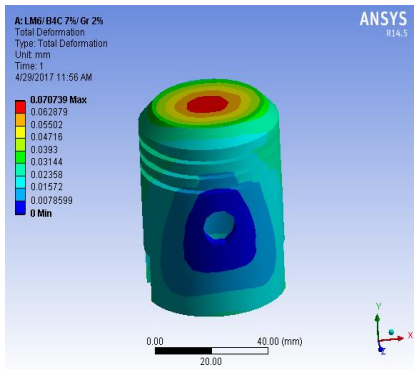 A: LM6/ B4C 7%/ Gr 2%
Total Deformation
Type: Total Deformation
Unit: mm
Time: 1
4/29/2017 11:56 AM
0.070739 Max
0.062879
0.05502
0.04716
0.0393
0.03144
0.02358
0.01572
0.0078599
0 Min
ANSYS
R14.5
0.00
40.00 (mm)
20.00
Y
X
Z